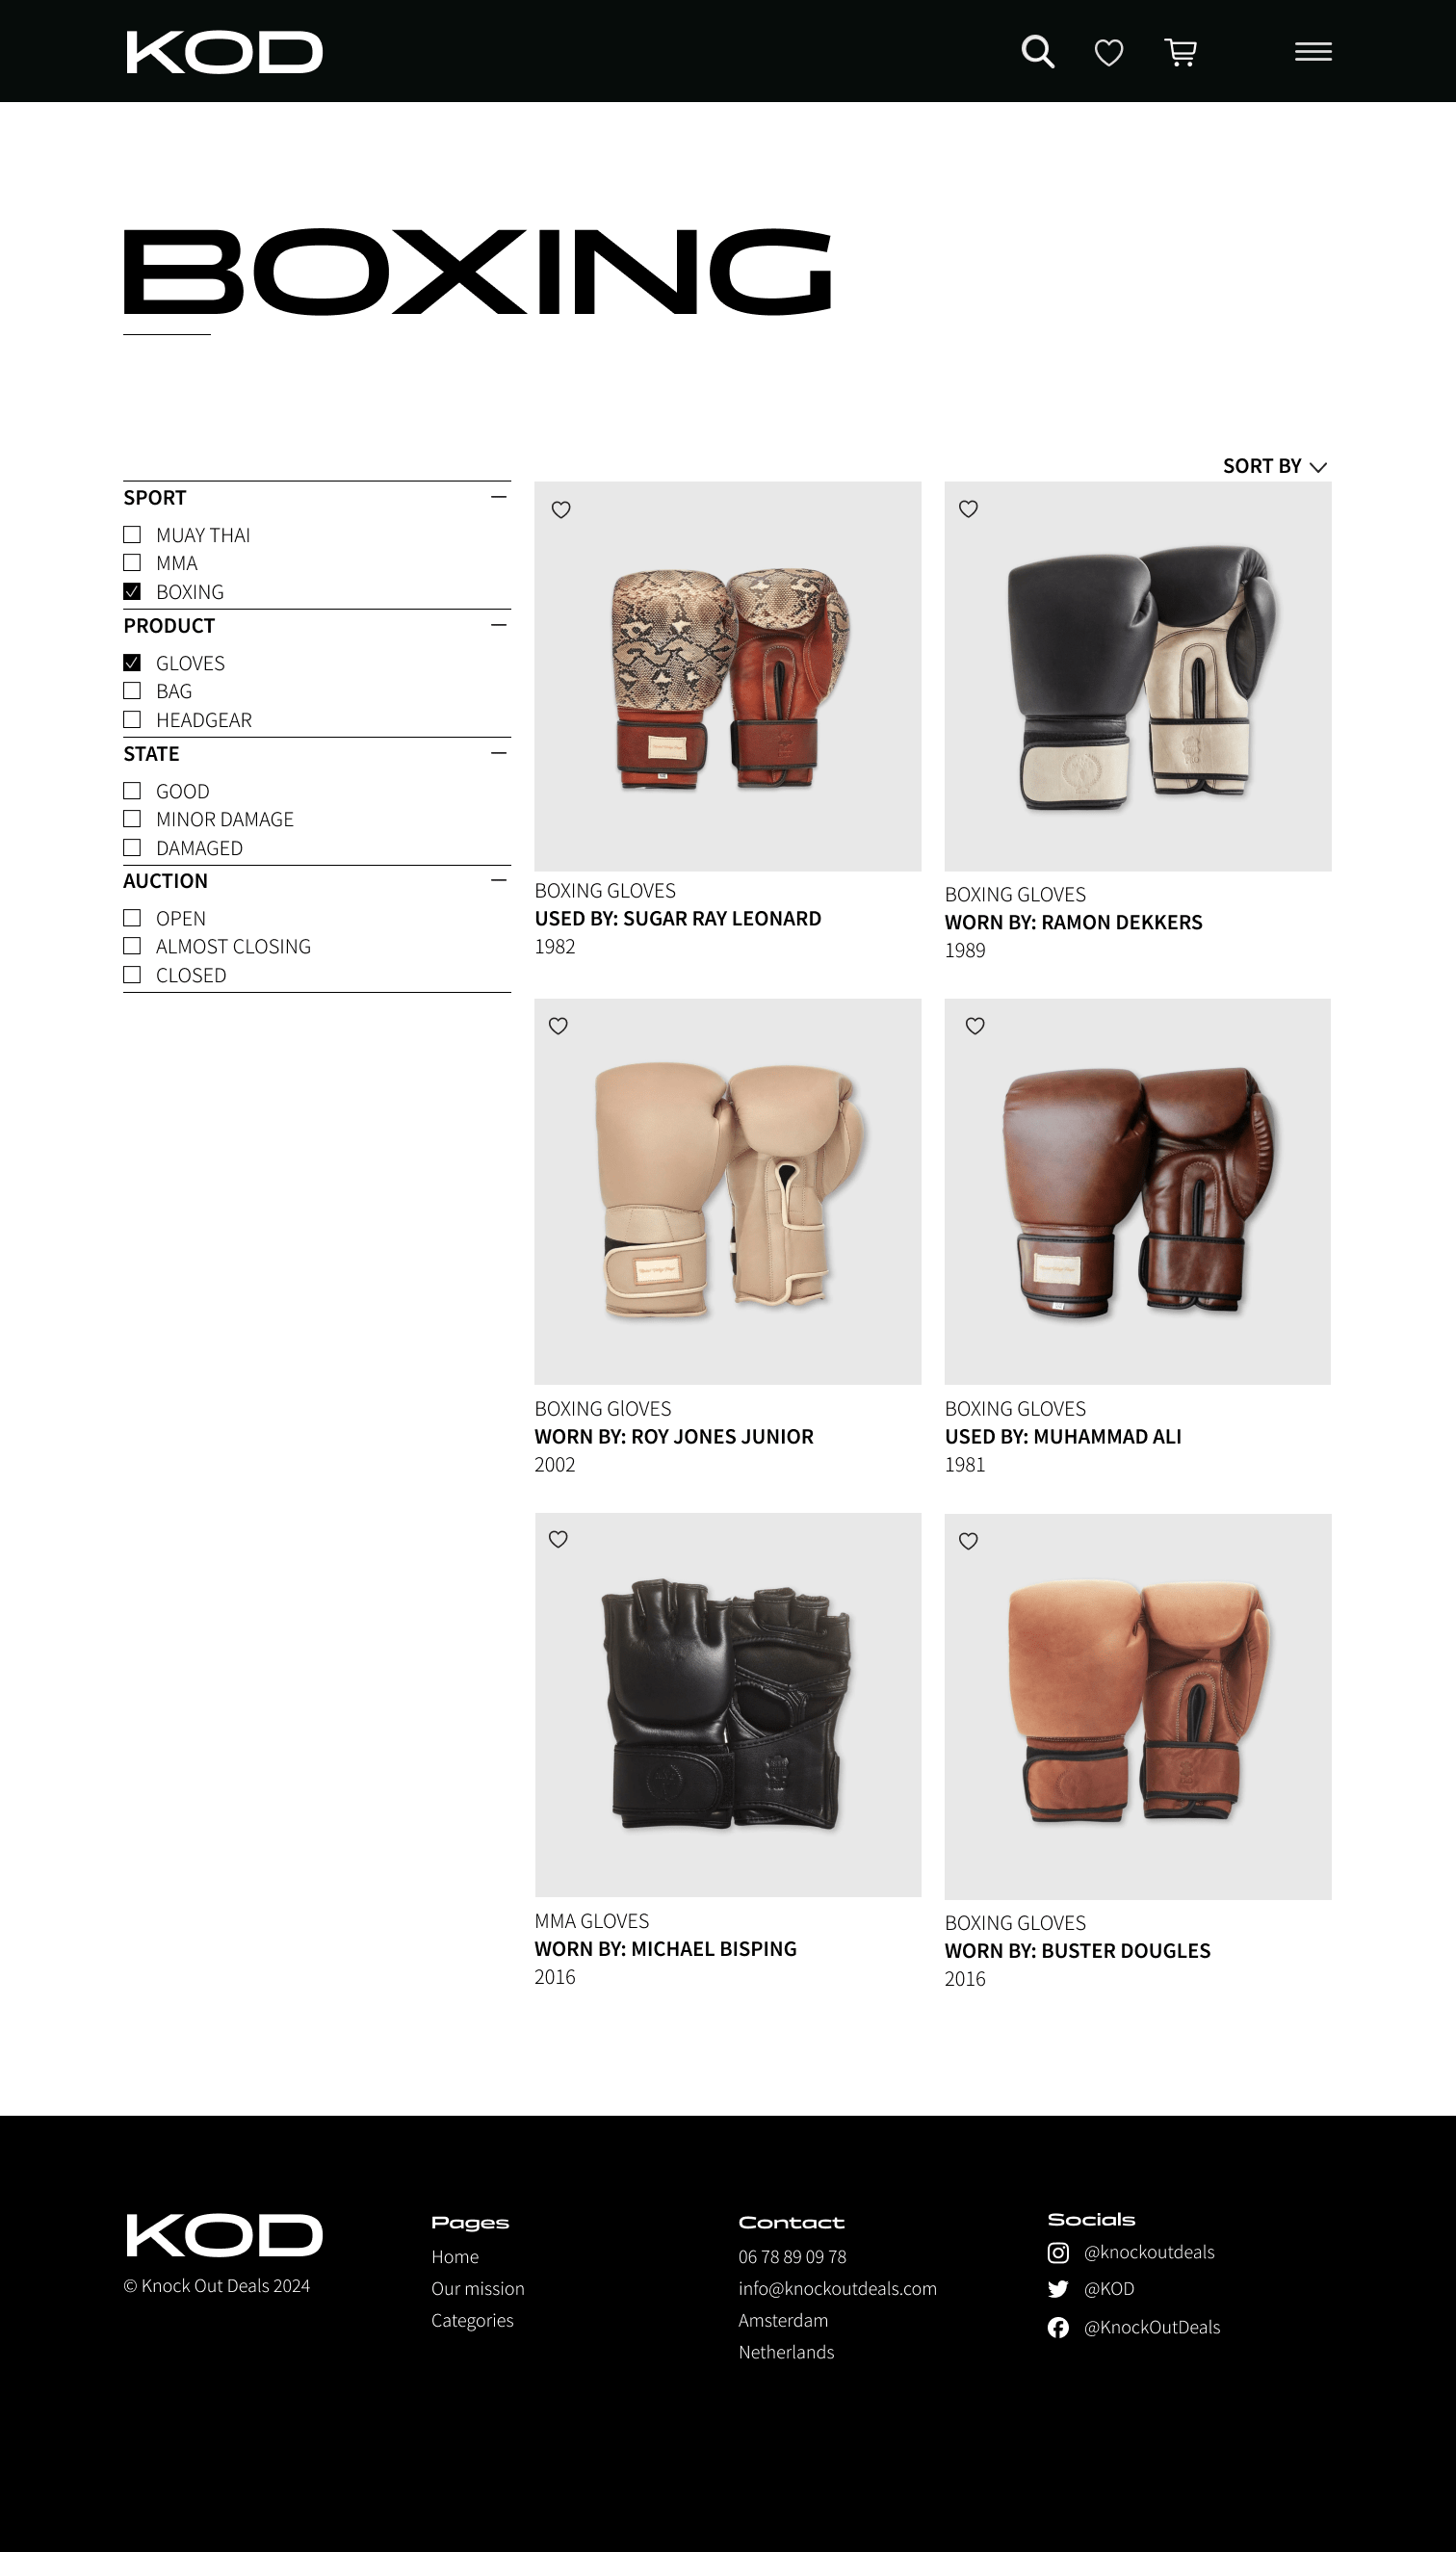 KOD
BOXING
SORT BY
SPORT
MUAY THAI
MMA
BOXING
PRODUCT
GLOVES
BAG
HEADGEAR
STATE
GOOD
MINOR DAMAGE
DAMAGED
AUCTION
OPEN
ALMOST CLOSING
CLOSED
BOXING GLOVES
USED BY: SUGAR RAY LEONARD
1982
BOXING GLOVES
WORN BY: RAMON DEKKERS
1989
BOXING GlOVES
WORN BY: ROY JONES JUNIOR
2002
BOXING GLOVES
USED BY: MUHAMMAD ALI
1981
MMA GLOVES
WORN BY: MICHAEL BISPING
2016
BOXING GLOVES
WORN BY: BUSTER DOUGLES
2016
KOD
© Knock Out Deals 2024
Pages
Home
Our mission
Categories
Contact
06 78 89 09 78
info@knockoutdeals.com
Amsterdam
Netherlands
Socials
@knockoutdeals
@KOD
@KnockOutDeals